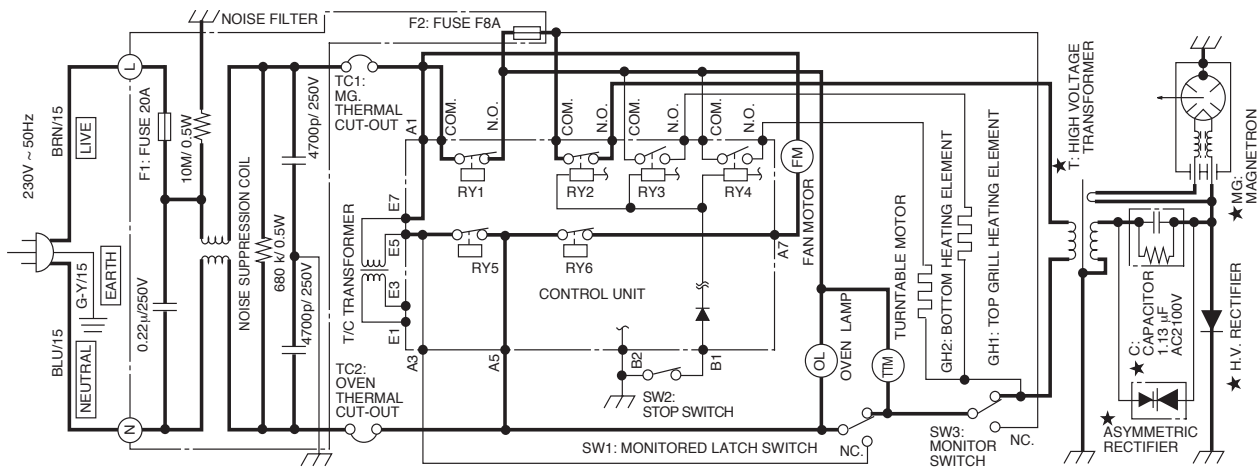 NOISE FILTER
F2: FUSE F8A
230V ~ 50Hz
BRN/15
LIVE
L
F1: FUSE 20A
10M/ 0.5W
G-Y/15
EARTH
BLU/15
NEUTRAL
N
0.22µ/250V
NOISE SUPPRESSION COIL
680 k/ 0.5W
4700p/ 250V
4700p/ 250V
TC1:
MG.
THERMAL
CUT-OUT
TC2:
OVEN
THERMAL
CUT-OUT
T/C TRANSFORMER
A1
COM.
N.O.
COM.
N.O.
COM.
N.O.
COM.
N.O.
RY1
RY2
RY3
RY4
E7
E5
E3
E1
A3
A5
RY5
RY6
A7
CONTROL UNIT
B2
B1
SW2:
STOP SWITCH
FM
FAN MOTOR
OL
OVEN LAMP
TTM
TURNTABLE MOTOR
GH2: BOTTOM HEATING ELEMENT
GH1: TOP GRILL HEATING ELEMENT
SW1: MONITORED LATCH SWITCH
NC.
SW3:
MONITOR
SWITCH
NC.
★ T: HIGH VOLTAGE
TRANSFORMER
★ MG:
MAGNETRON
★ C:
CAPACITOR
1.13 µF
AC2100V
★ H.V. RECTIFIER
★
ASYMMETRIC
RECTIFIER